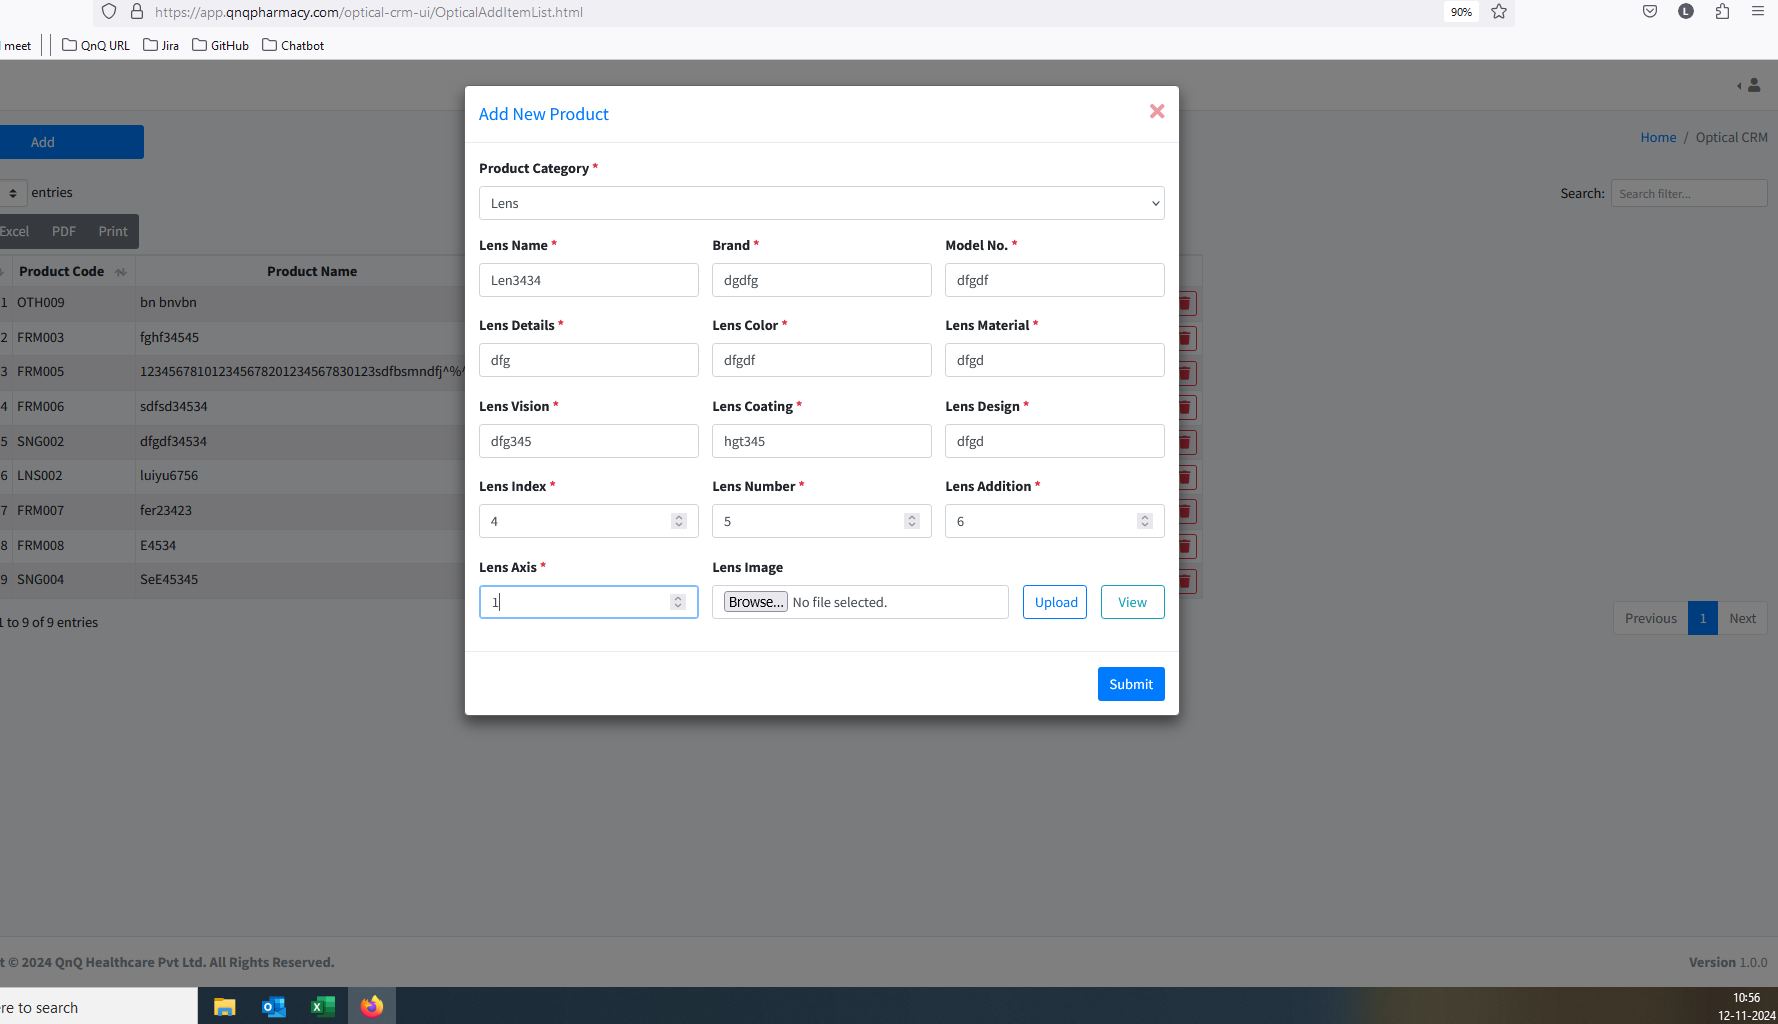 https://app.qnqpharmacy.com/optical-crm-ui/OpticalAddItemList.html 90% L
meet QnQ URL Jira GitHub Chatbot
Add New Product
Add
Home / Optical CRM
Product Category *
Lens
entries
Search: Search filter...
Excel PDF Print
Lens Name * Brand * Model No. *
Len3434 dgdfg dfgdf
Product Code Product Name
1 OTH009 bn bnvbn
2 FRM003 fghf34545
3 FRM005 123456781012345678201234567830123sdfbsmndfj^%^
4 FRM006 sdfsd34534
5 SNG002 dfgdf34534
6 LNS002 luiyu6756
7 FRM007 fer23423
8 FRM008 E4534
9 SNG004 SeE45345
Lens Details * Lens Color * Lens Material *
dfg dfgdf dfgd
Lens Vision * Lens Coating * Lens Design *
dfg345 hgt345 dfgd
Lens Index * Lens Number * Lens Addition *
4 5 6
Lens Axis * Lens Image
1 Browse... No file selected. Upload View
1 to 9 of 9 entries
Previous 1 Next
Submit
t © 2024 QnQ Healthcare Pvt Ltd. All Rights Reserved.
Version 1.0.0
re to search
10:56
12-11-2024